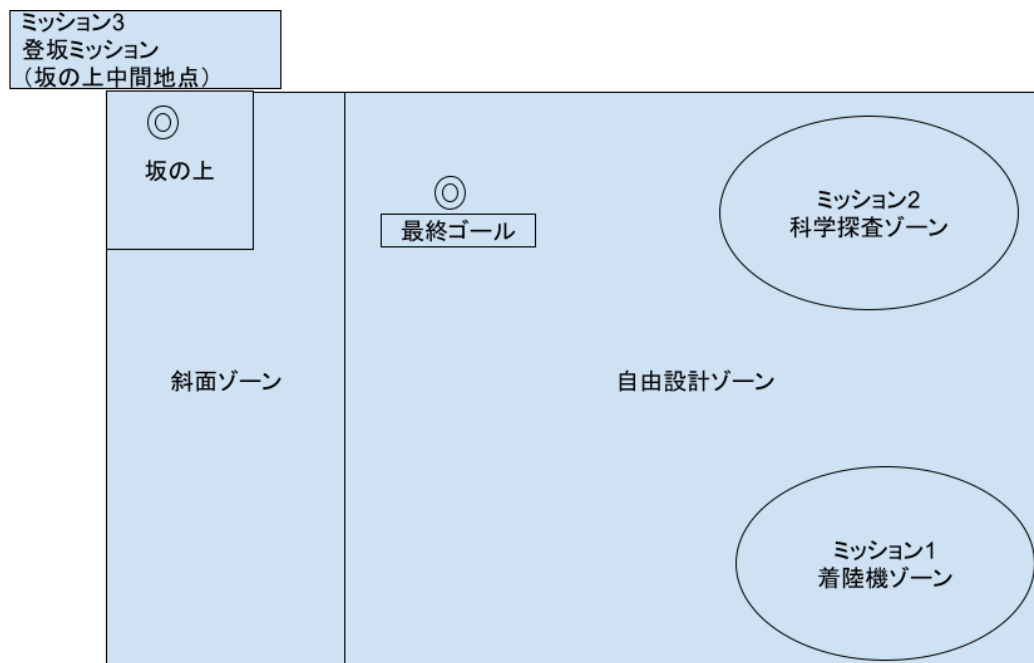 ミッション3
登坂ミッション
（坂の上中間地点）
坂の上
最終ゴール
ミッション2
科学探査ゾーン
斜面ゾーン
自由設計ゾーン
ミッション1
着陸機ゾーン